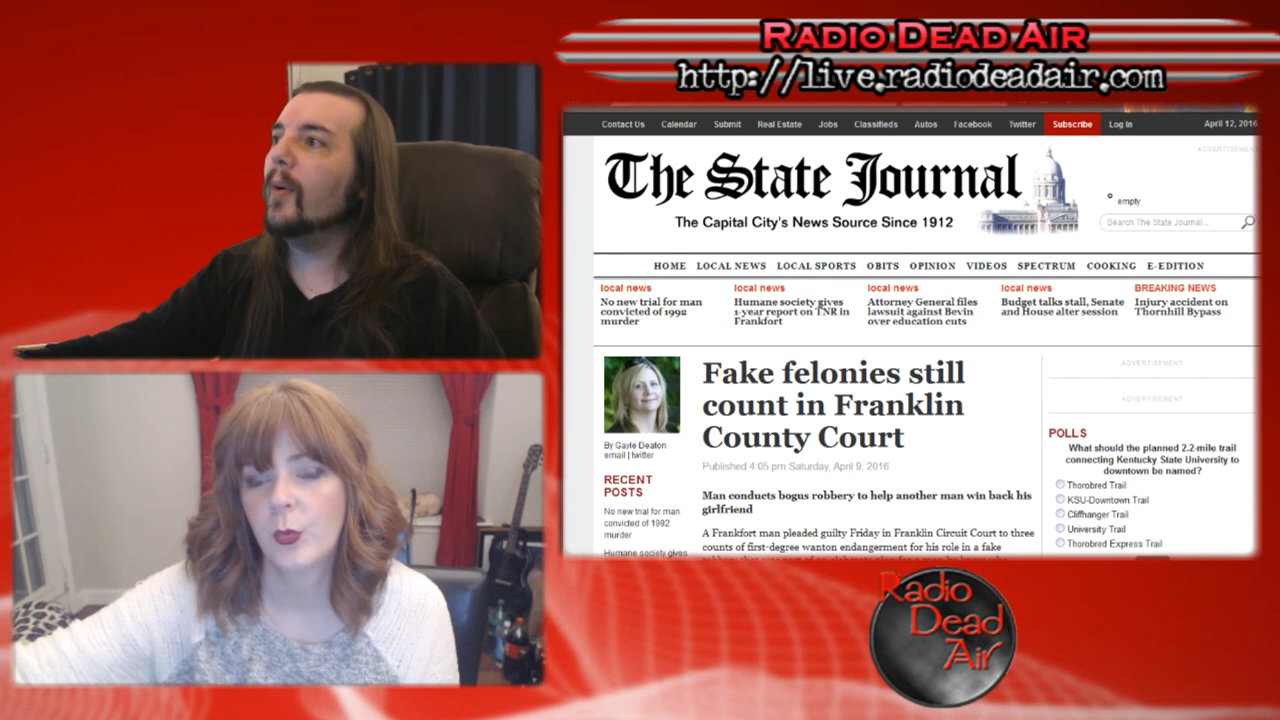 Radio Dead Air
http://live.radiodeadair.com
Contact Us Calendar Submit Real Estate Jobs Classifieds Autos Facebook Twitter Subscribe Log In April 12, 2016
ADVERTISEMENT
The State Journal
The Capital City's News Source Since 1912
empty
Search The State Journal...
HOME LOCAL NEWS LOCAL SPORTS OBITS OPINION VIDEOS SPECTRUM COOKING E-EDITION
local news
No new trial for man
convicted of 1992
murder
local news
Humane society gives
1-year report on TNR in
Frankfort
local news
Attorney General files
lawsuit against Bevin
over education cuts
local news
Budget talks stall, Senate
and House alter session
BREAKING NEWS
Injury accident on
Thornhill Bypass
By Gayle Deaton
email | twitter
RECENT
POSTS
No new trial for man
convicted of 1992
murder
Humane society gives
Fake felonies still
count in Franklin
County Court
Published 4:05 pm Saturday, April 9, 2016
Man conducts bogus robbery to help another man win back his
girlfriend
A Frankfort man pleaded guilty Friday in Franklin Circuit Court to three
counts of first-degree wanton endangerment for his role in a fake
ADVERTISEMENT
ADVERTISEMENT
POLLS
What should the planned 2.2-mile trail
connecting Kentucky State University to
downtown be named?
Thorobred Trail
KSU-Downtown Trail
Cliffhanger Trail
University Trail
Thorobred Express Trail
Radio
Dead
Air